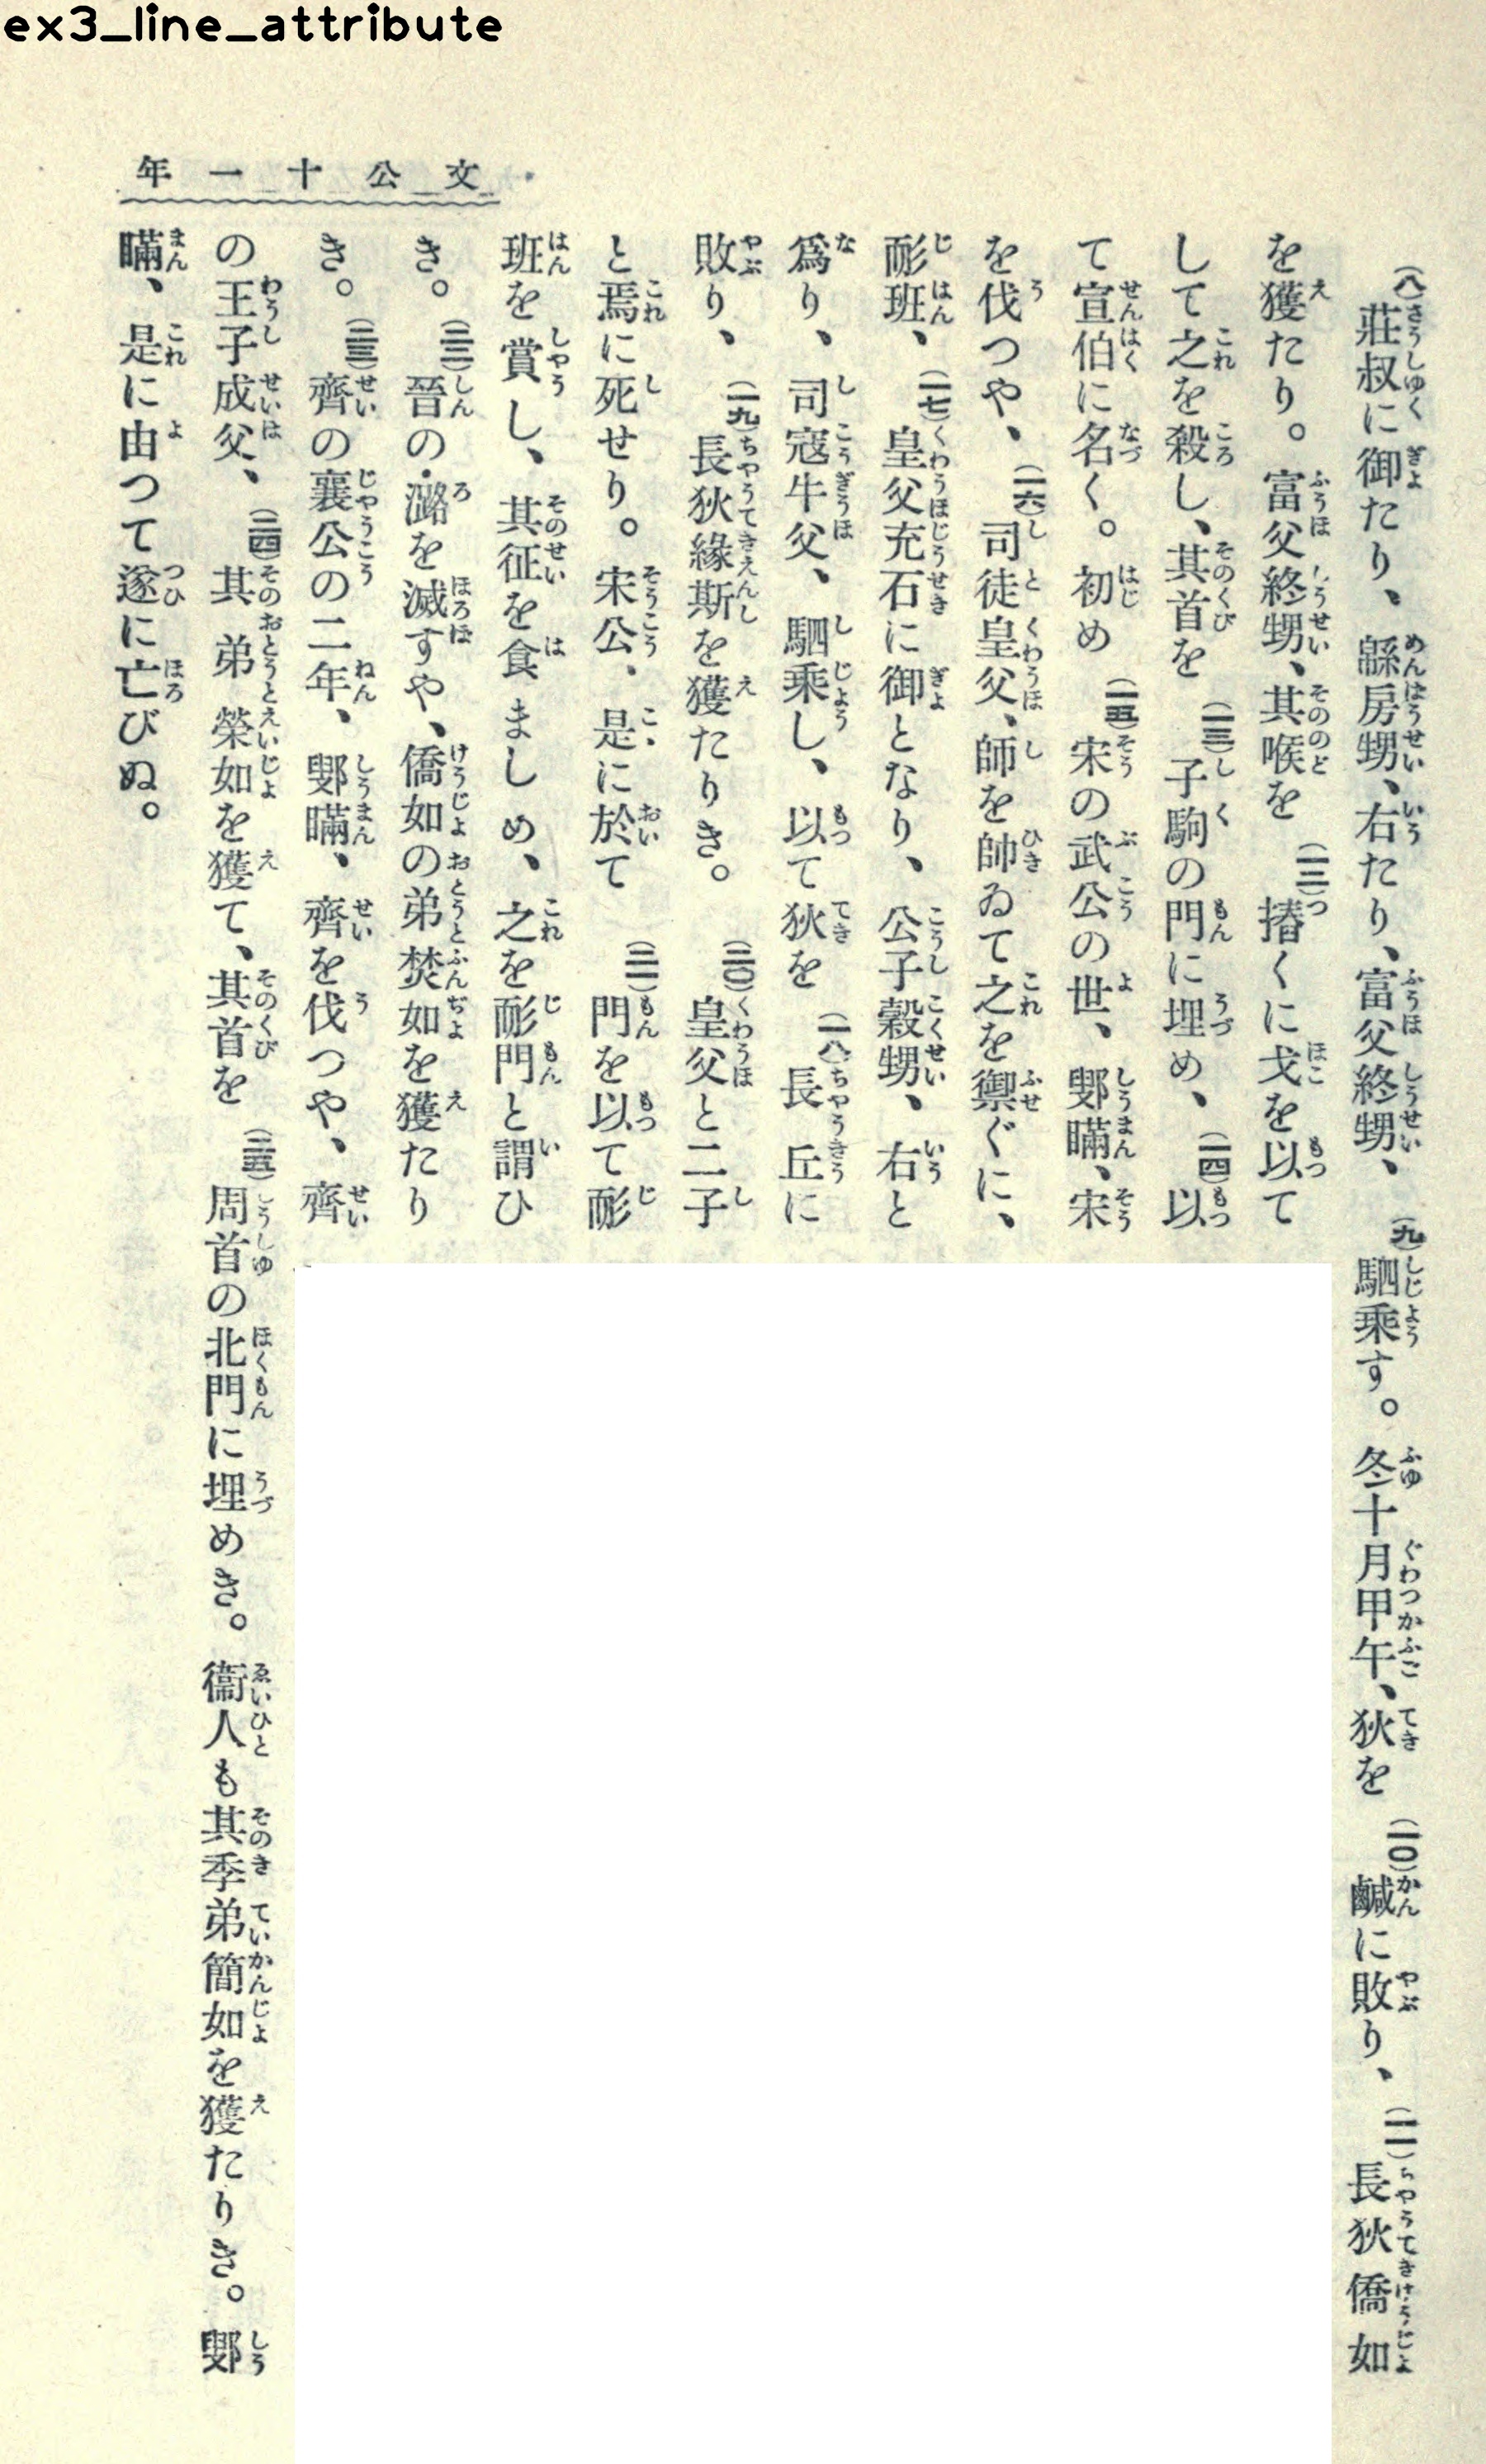 ex3_line_attribute
文公十一年
(八)莊叔に御たり、緜房甥、右たり、富父終甥、(九)駟乘す。冬十月甲午、狄を(一〇)鹹に敗り、(一一)長狄僑如
を獲たり。富父終甥、其喉を(一二)摏くに戈を以て
して之を殺し、其首を(一三)子駒の門に埋め、(一四)以
て宣伯に名く。初め(一五)宋の武公の世、鄋瞞、宋
を伐つや、(一六)司徒皇父、師を帥ゐて之を禦ぐに、
耏班、(一七)皇父充石に御となり、公子穀甥、右と
爲り、司寇牛父、駟乘し、以て狄を(一八)長丘に
敗り、(一九)長狄緣斯を獲たりき。(二〇)皇父と二子
と焉に死せり。宋公、是に於て(二一)門を以て耏
班を賞し、其征を食ましめ、之を耏門と謂ひ
き。(二二)晉の潞を滅すや、僑如の弟焚如を獲たり
き。(二三)齊の襄公の二年、鄋瞞、齊を伐つや、齊
の王子成父、(二四)其弟榮如を獲て、其首を(二五)周首の北門に埋めき。衞人も其季弟簡如を獲たりき。鄋
瞞、是に由つて遂に亡びぬ。